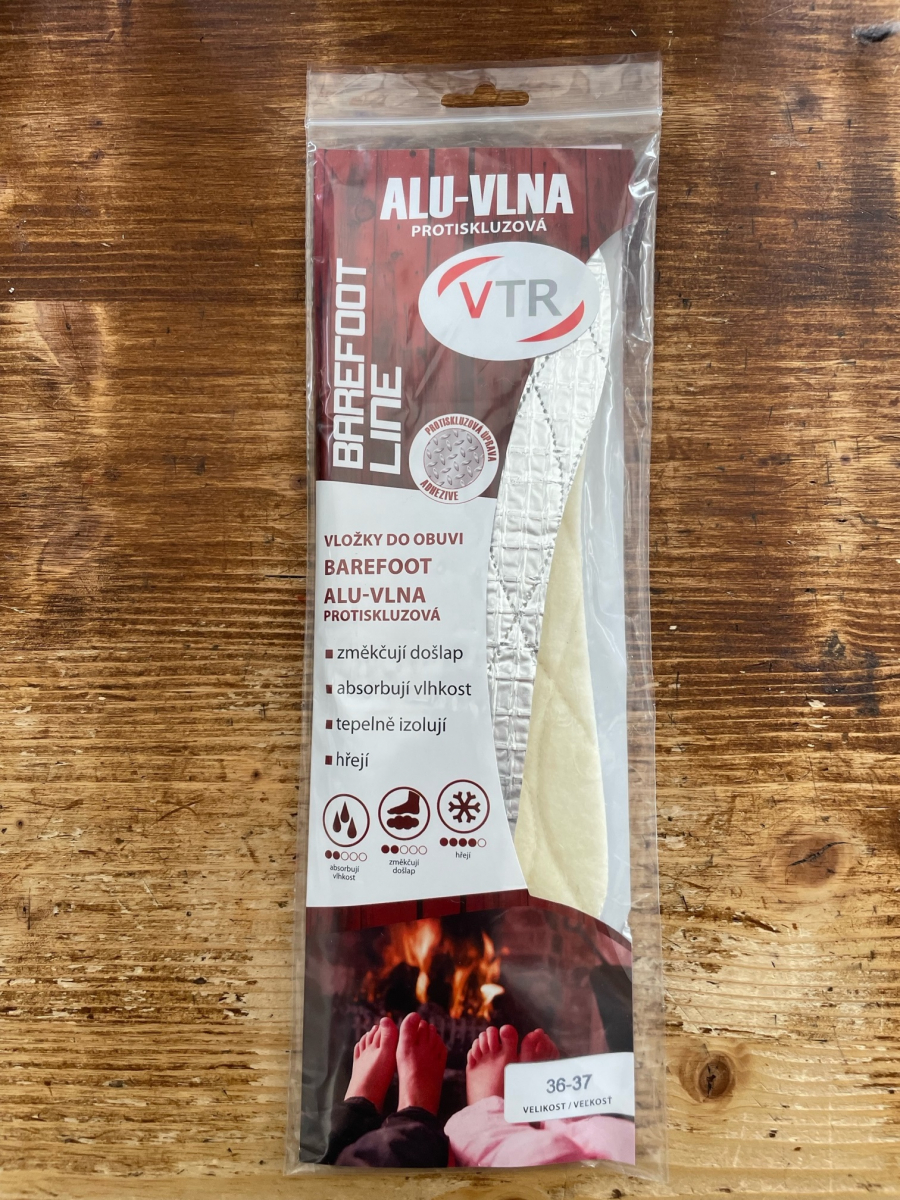 ALU-VLNA
PROTISKLUZOVÁ
VTR
BAREFOOT
LINE
PROTISKLUZOVÁ ÚPRAVA
ADHEZIVE
VLOŽKY DO OBUVI
BAREFOOT
ALU-VLNA
PROTISKLUZOVÁ
změkčují došlap
absorbují vlhkost
tepelně izolují
hřejí
absorbují
vlhkost
změkčují
došlap
hřejí
36-37
VELIKOST / VEĽKOSŤ